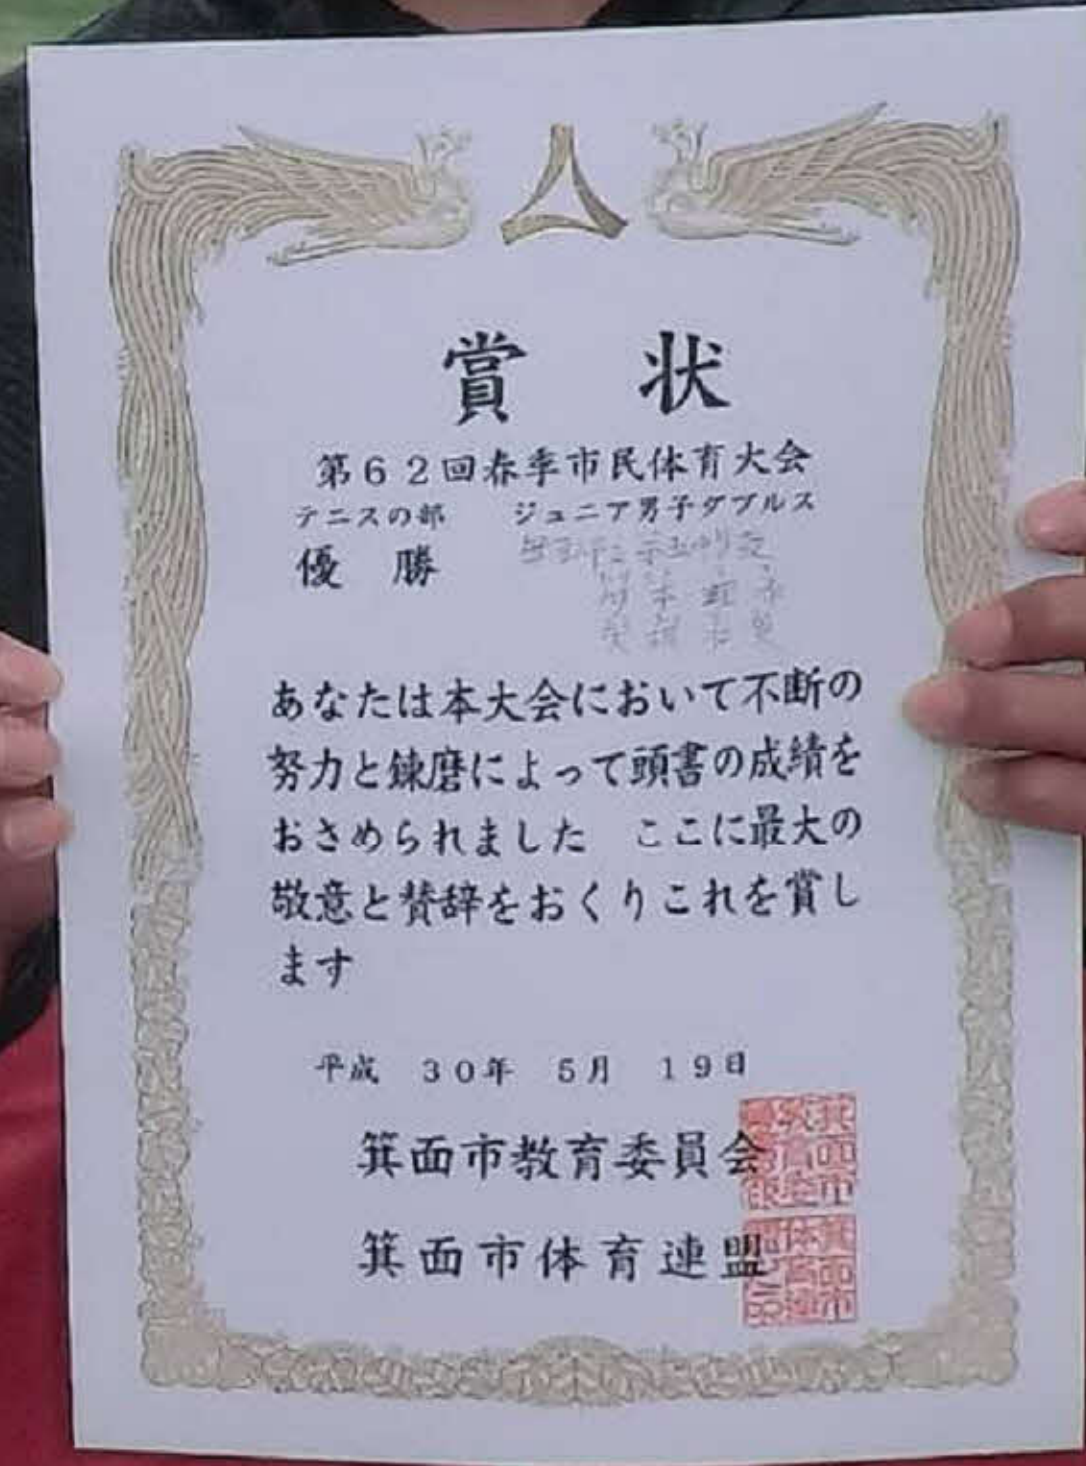 賞 状
第62回春季市民体育大会
テニスの部 ジュニア男子ダブルス
優 勝
あなたは本大会において不断の
努力と錬磨によって頭書の成績を
おさめられました ここに最大の
敬意と賛辞をおくりこれを賞し
ます
平成 30年 5月 19日
箕面市教育委員会
箕面市体育連盟